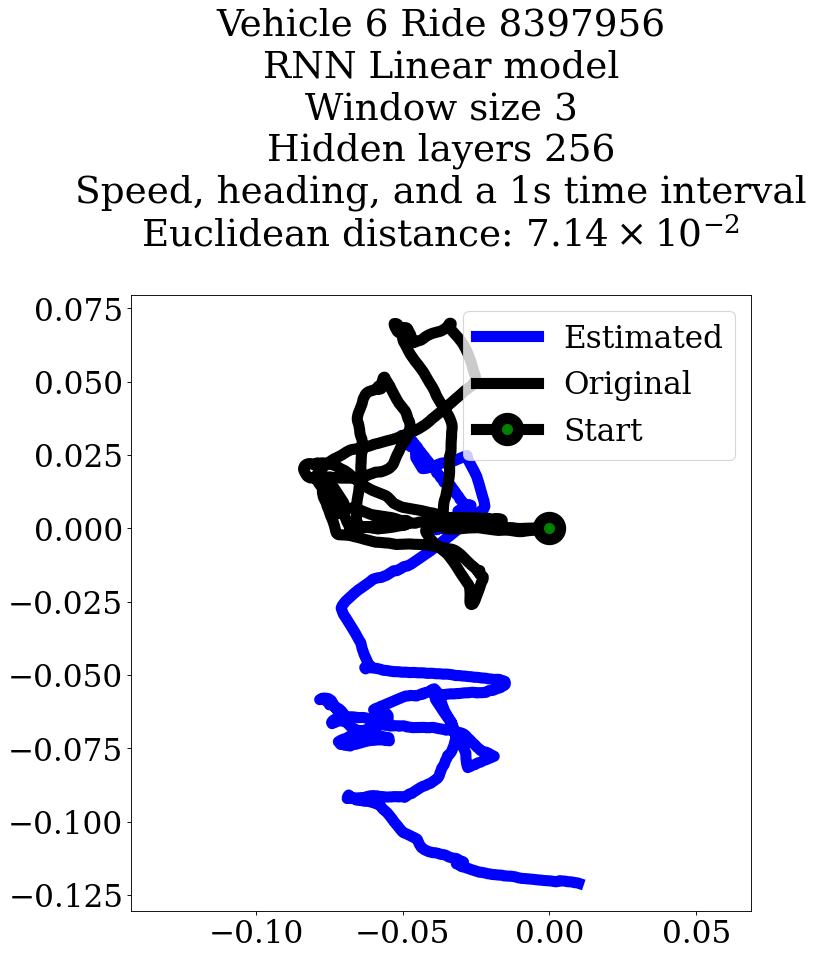 Vehicle 6 Ride 8397956
RNN Linear model
Window size 3
Hidden layers 256
Speed, heading, and a 1s time interval
Euclidean distance: 7.14 × 10⁻²
0.075
0.050
0.025
0.000
−0.025
−0.050
−0.075
−0.100
−0.125
Estimated
Original
Start
−0.10
−0.05
0.00
0.05